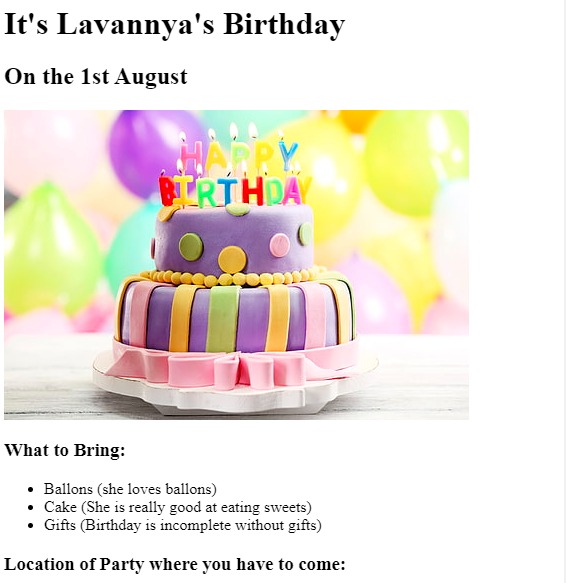 It's Lavannya's Birthday
On the 1st August
HAPPY
BIRTHDAY
What to Bring:
Ballons (she loves ballons)
Cake (She is really good at eating sweets)
Gifts (Birthday is incomplete without gifts)
Location of Party where you have to come: